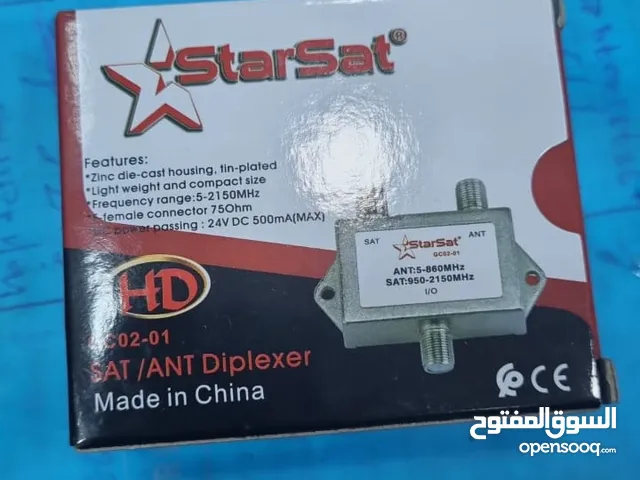 StarSat®
Features:
*Zinc die-cast housing, tin-plated
*Light weight and compact size
*Frequency range:5-2150MHz
*F-female connector 75Ohm
power passing : 24V DC 500mA(MAX)
HD
GC02-01
SAT /ANT Diplexer
Made in China
SAT
StarSat
ANT
GC02-01
ANT:5-860MHz
SAT:950-2150MHz
I/O
CE
السوق المفتوح
opensooq.com